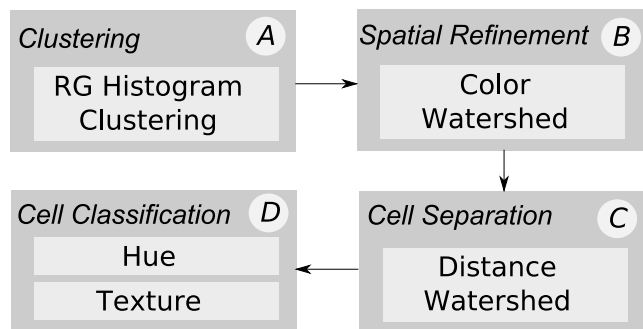 Clustering A
RG Histogram
Clustering
Spatial Refinement B
Color
Watershed
Cell Separation C
Distance
Watershed
Cell Classification D
Hue
Texture